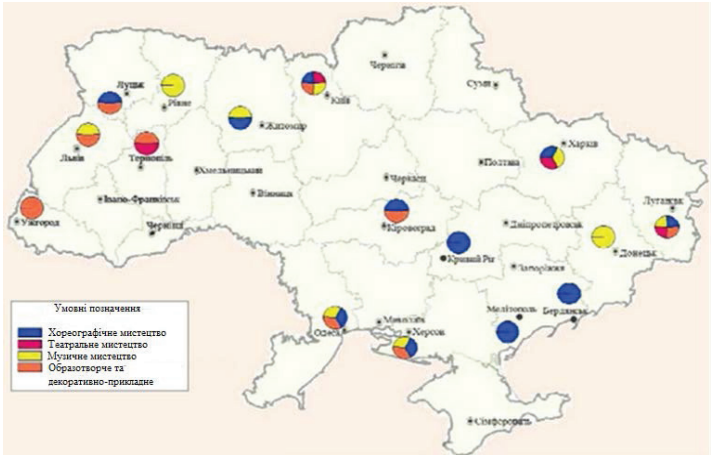 Чернігів
Суми
Луцьк
Рівне
Київ
Житомир
Харків
Львів
Тернопіль
Хмельницький
Полтава
Черкаси
Вінниця
Луганськ
Івано-Франківськ
Ужгород
Чернівці
Кіровоград
Дніпропетровськ
Донецьк
Кривий Ріг
Запоріжжя
Мелітополь
Бердянськ
Миколаїв
Одеса
Херсон
Сімферополь
Умовні позначення
Хореографічне мистецтво
Театральне мистецтво
Музичне мистецтво
Образотворче та
декоративно-прикладне